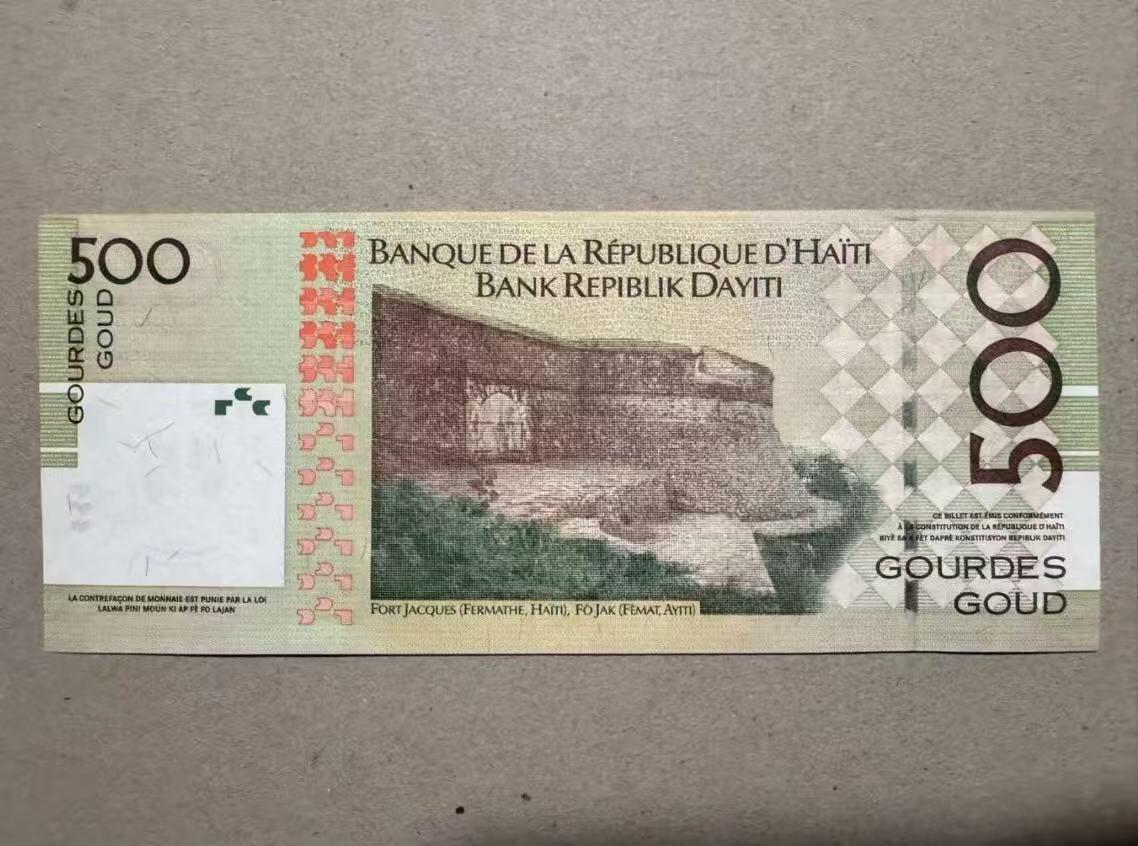 500
GOURDES
GOUD
BANQUE DE LA RÉPUBLIQUE D'HAÏTI
BANK REPIBLIK DAYITI
500
CE BILLET EST ÉMIS CONFORMÉMENT
À LA CONSTITUTION DE LA RÉPUBLIQUE D'HAÏTI
BIYÈ SA A FÈT DAPRÈ KONSTITISYON REPIBLIK DAYITI
GOURDES
GOUD
LA CONTREFAÇON DE MONNAIE EST PUNIE PAR LA LOI
LALWA PINI MOUN KI AP FÈ FO LAJAN
FORT JACQUES (FERMATHE, HAÏTI), FÒ JAK (FÈMAT, AYITI)